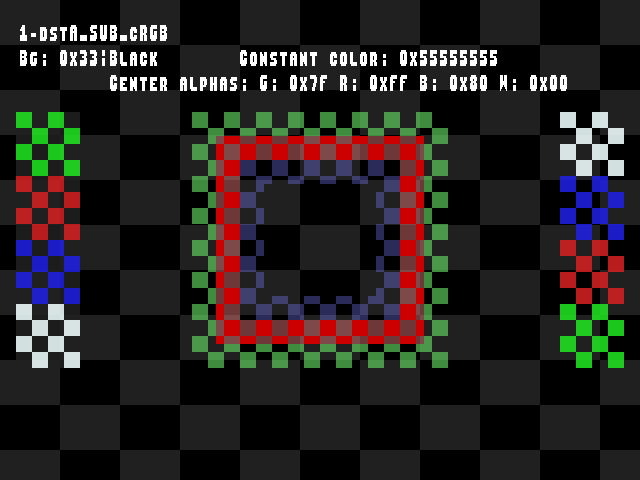 1-dstA_SUB_cRGB
Bg: 0x33¦Black Constant color: 0x55555555
Center alphas: G: 0x7f R: 0xff B: 0x80 W: 0x00